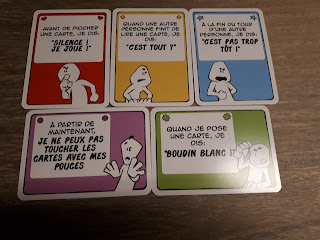 AVANT DE PIOCHER
UNE CARTE, JE DIS:
"SILENCE !
JE JOUE !"
QUAND UNE AUTRE
PERSONNE FINIT DE
LIRE UNE CARTE, JE
DIS:
"C'EST TOUT ?"
À LA FIN DU TOUR
D'UNE AUTRE
PERSONNE, JE DIS:
"C'EST PAS TROP
TÔT !"
À PARTIR DE
MAINTENANT,
JE NE PEUX PAS
TOUCHER LES
CARTES AVEC MES
POUCES
QUAND JE POSE
UNE CARTE, JE
DIS:
"BOUDIN BLANC !"